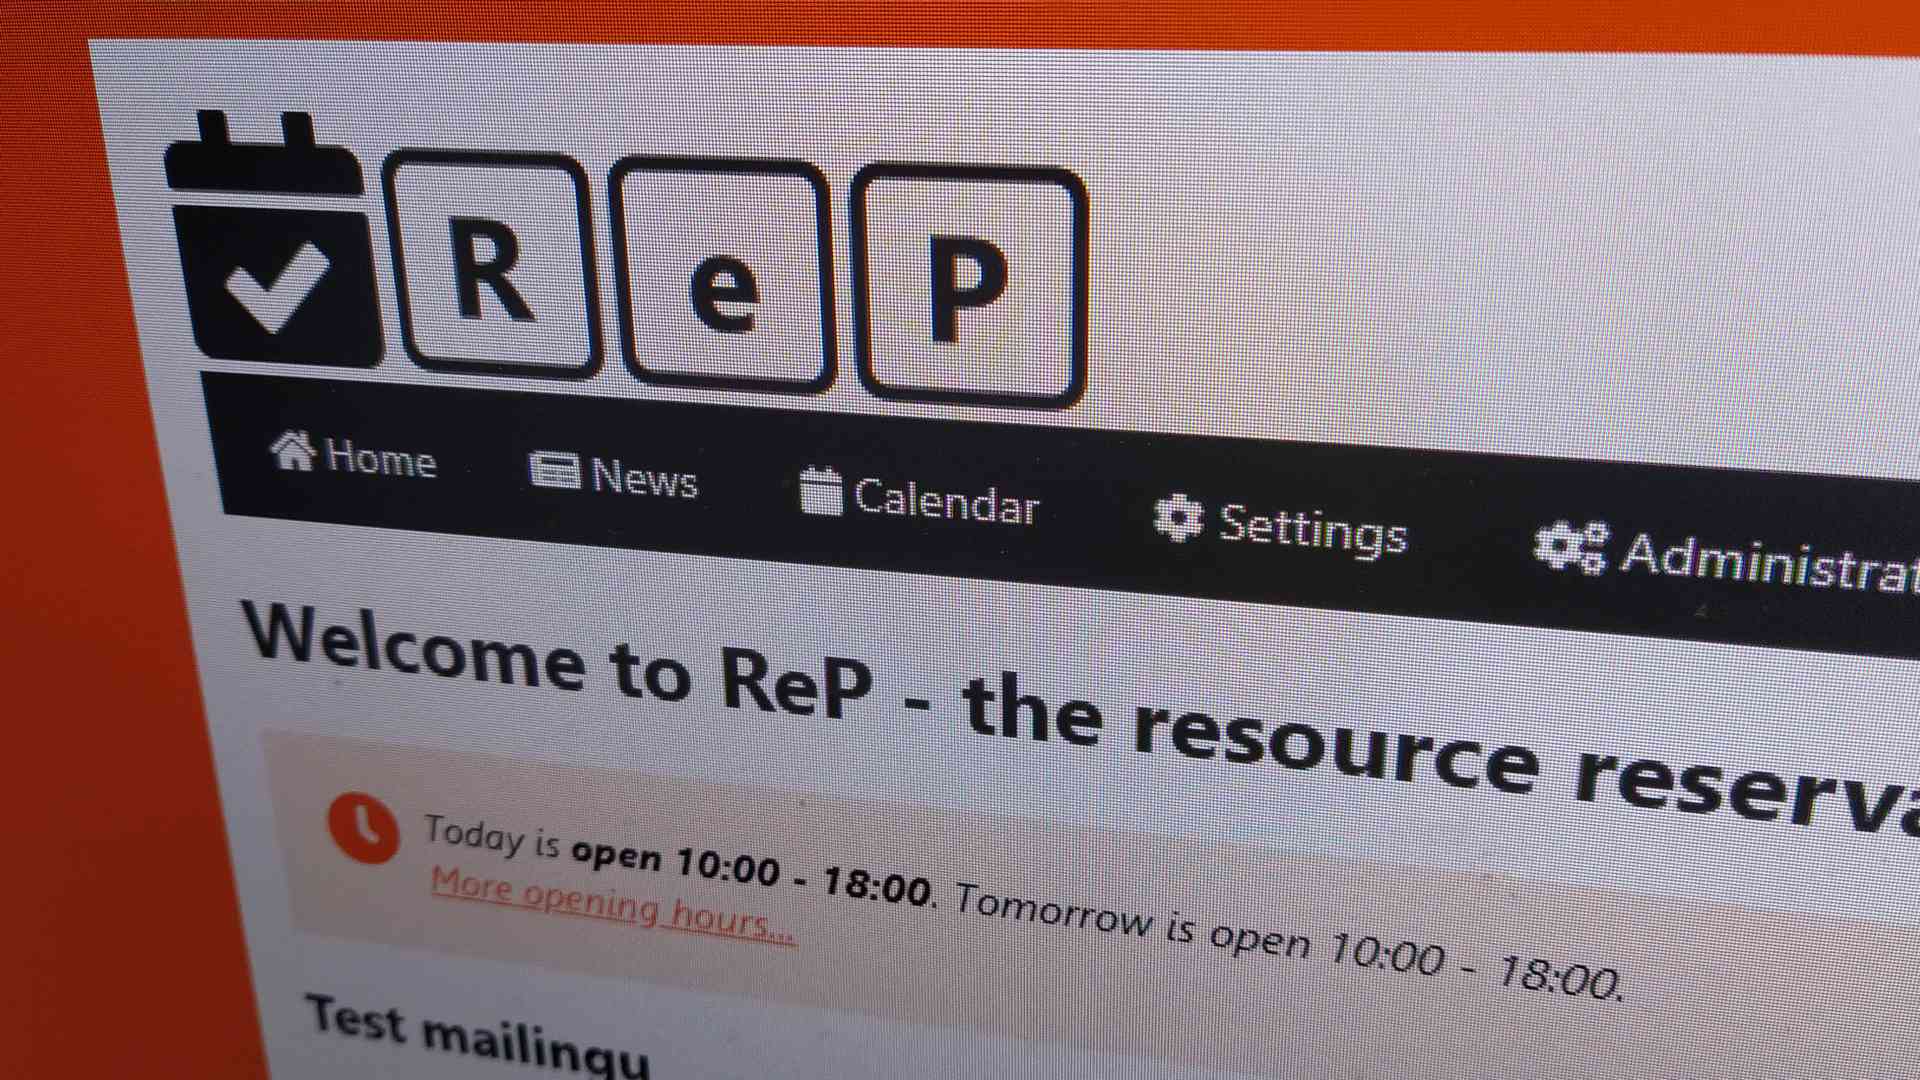 R e P
Home News Calendar Settings Administrat
Welcome to ReP - the resource reserva
Today is open 10:00 - 18:00. Tomorrow is open 10:00 - 18:00.
More opening hours...
Test mailingu